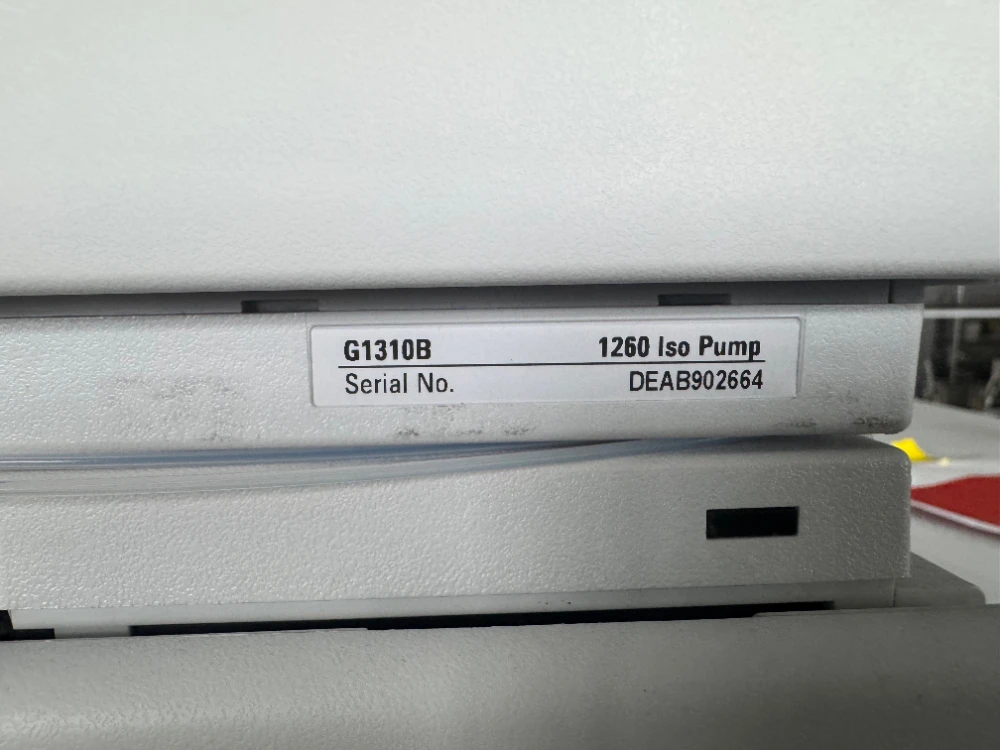 G1310B 1260 Iso Pump
Serial No. DEAB902664